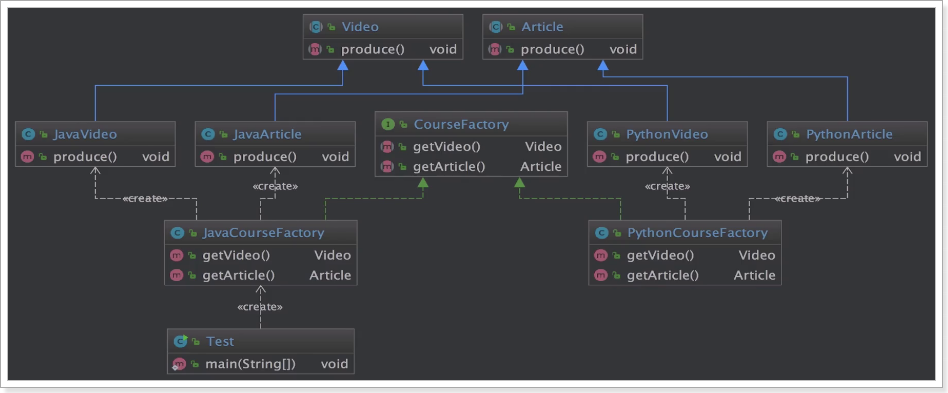 Video
produce() void
Article
produce() void
JavaVideo
produce() void
JavaArticle
produce() void
CourseFactory
getVideo() Video
getArticle() Article
PythonVideo
produce() void
PythonArticle
produce() void
«create»
«create»
«create»
«create»
JavaCourseFactory
getVideo() Video
getArticle() Article
PythonCourseFactory
getVideo() Video
getArticle() Article
«create»
Test
main(String[]) void